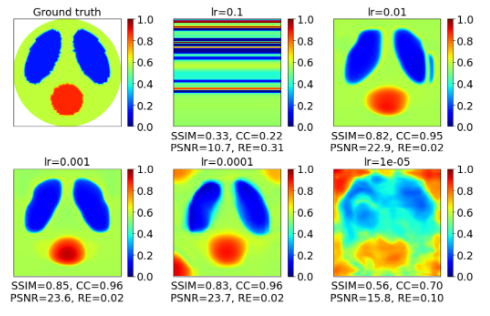 Ground truth
1.0
0.8
0.6
0.4
0.2
0.0
lr=0.1
1.0
0.8
0.6
0.4
0.2
0.0
SSIM=0.33, CC=0.22
PSNR=10.7, RE=0.31
lr=0.01
1.0
0.8
0.6
0.4
0.2
0.0
SSIM=0.82, CC=0.95
PSNR=22.9, RE=0.02
lr=0.001
1.0
0.8
0.6
0.4
0.2
0.0
SSIM=0.85, CC=0.96
PSNR=23.6, RE=0.02
lr=0.0001
1.0
0.8
0.6
0.4
0.2
0.0
SSIM=0.83, CC=0.96
PSNR=23.7, RE=0.02
lr=1e-05
1.0
0.8
0.6
0.4
0.2
0.0
SSIM=0.56, CC=0.70
PSNR=15.8, RE=0.10